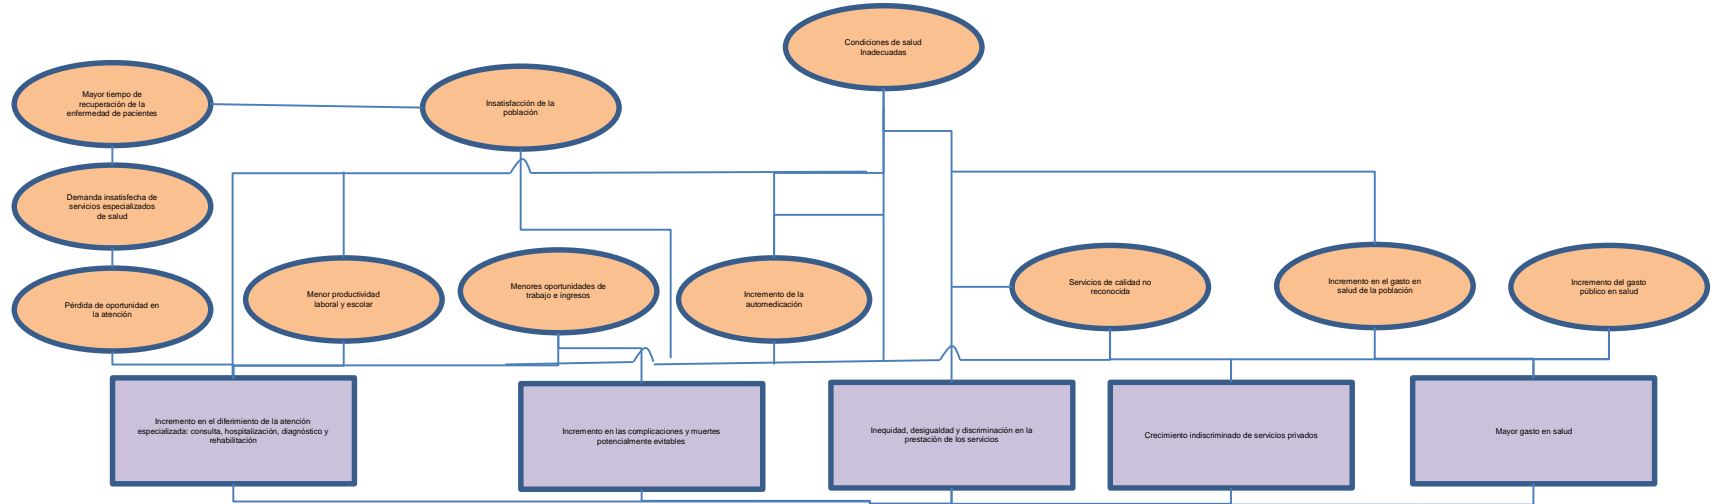 Condiciones de salud
Inadecuadas
Mayor tiempo de
recuperación de la
enfermedad de pacientes
Insatisfacción de la
población
Demanda insatisfecha de
servicios especializados
de salud
Pérdida de oportunidad en
la atención
Menor productividad
laboral y escolar
Menores oportunidades de
trabajo e ingresos
Incremento de la
automedicación
Servicios de calidad no
reconocida
Incremento en el gasto en
salud de la población
Incremento del gasto
público en salud
Incremento en el diferimiento de la atención
especializada: consulta, hospitalización, diagnóstico y
rehabilitación
Incremento en las complicaciones y muertes
potencialmente evitables
Inequidad, desigualdad y discriminación en la
prestación de los servicios
Crecimiento indiscriminado de servicios privados
Mayor gasto en salud